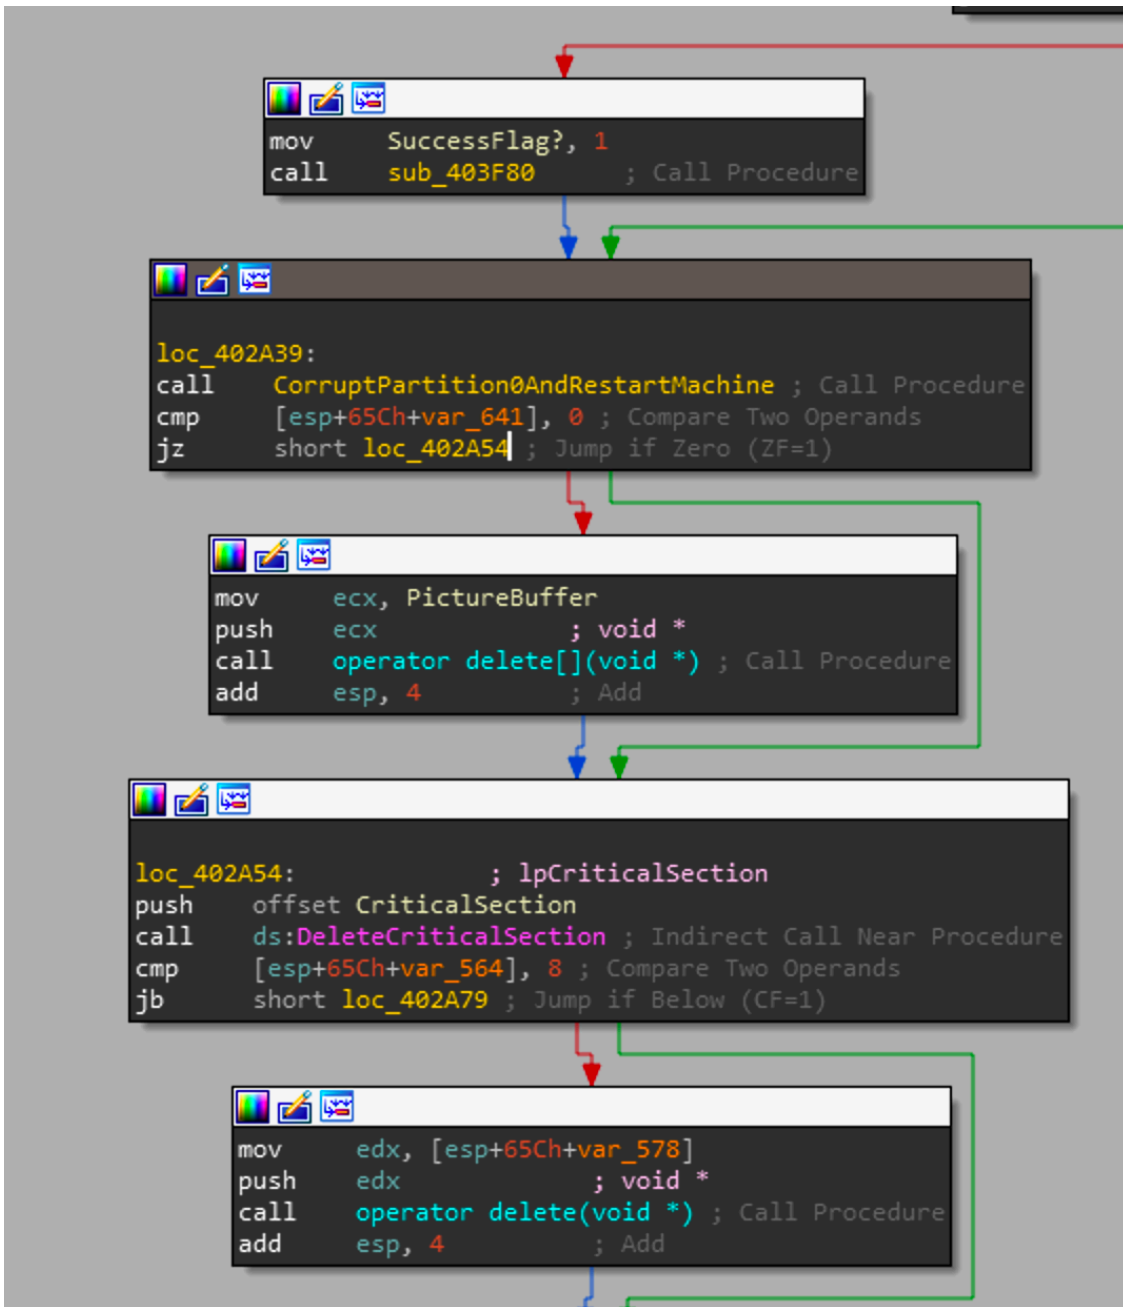 mov SuccessFlag?, 1
call sub_403F80 ; Call Procedure
loc_402A39:
call CorruptPartition0AndRestartMachine ; Call Procedure
cmp [esp+65Ch+var_641], 0 ; Compare Two Operands
jz short loc_402A54 ; Jump if Zero (ZF=1)
mov ecx, PictureBuffer
push ecx ; void *
call operator delete[](void *) ; Call Procedure
add esp, 4 ; Add
loc_402A54: ; lpCriticalSection
push offset CriticalSection
call ds:DeleteCriticalSection ; Indirect Call Near Procedure
cmp [esp+65Ch+var_564], 8 ; Compare Two Operands
jb short loc_402A79 ; Jump if Below (CF=1)
mov edx, [esp+65Ch+var_578]
push edx ; void *
call operator delete(void *) ; Call Procedure
add esp, 4 ; Add